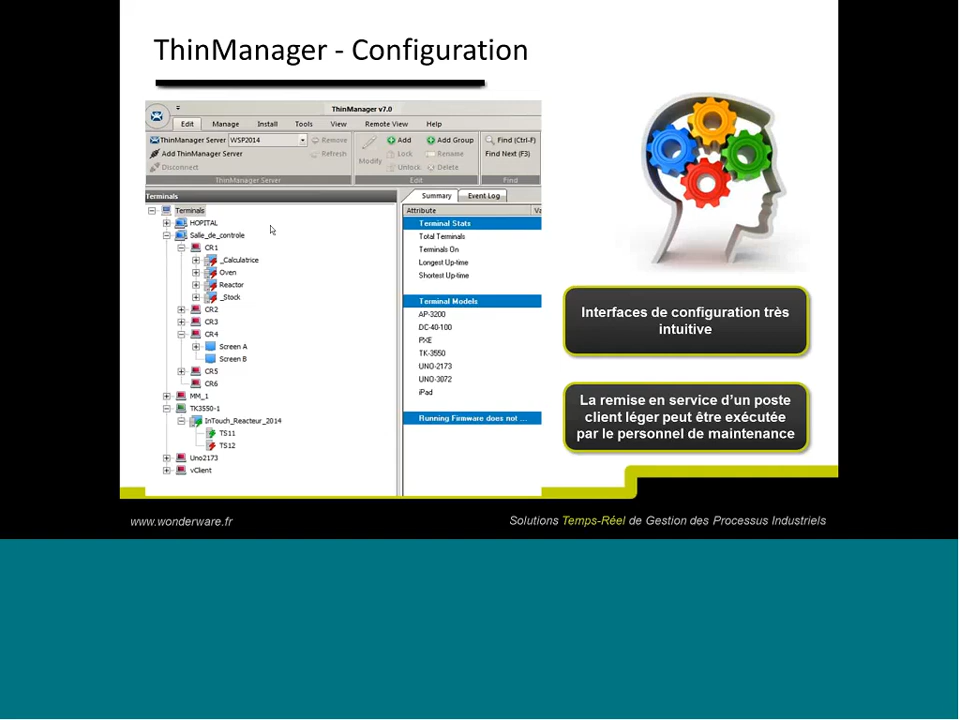 ThinManager - Configuration
ThinManager v7.0
Edit Manage Install Tools View Remote View Help
ThinManager Server WSP2014 Remove
Add ThinManager Server Refresh
Disconnect
ThinManager Server
Modify
Add Add Group
Lock Rename
Unlock Delete
Edit
Find (Ctrl-F)
Find Next (F3)
Find
Terminals
Terminals
HOPITAL
Salle_de_controle
CR1
_Calculatrice
Oven
Reactor
_Stock
CR2
CR3
CR4
Screen A
Screen B
CR5
CR6
MM_1
TK3550-1
InTouch_Reacteur_2014
TS11
TS12
Uno2173
vClient
Summary Event Log
Attribute Va
Terminal Stats
Total Terminals
Terminals On
Longest Up-time
Shortest Up-time
Terminal Models
AP-3200
DC-40-100
PXE
TK-3550
UNO-2173
UNO-3072
iPad
Running Firmware does not ...
Interfaces de configuration très
intuitive
La remise en service d’un poste
client léger peut être exécutée
par le personnel de maintenance
www.wonderware.fr
Solutions Temps-Réel de Gestion des Processus Industriels